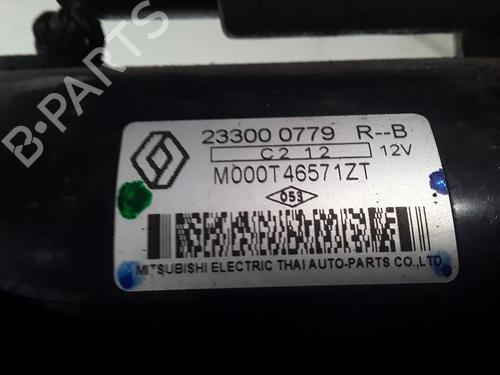 23300 0779 R--B
C2 12 12V
M000T46571ZT
053
MITSUBISHI ELECTRIC THAI AUTO-PARTS CO.,LTD.
B-PARTS